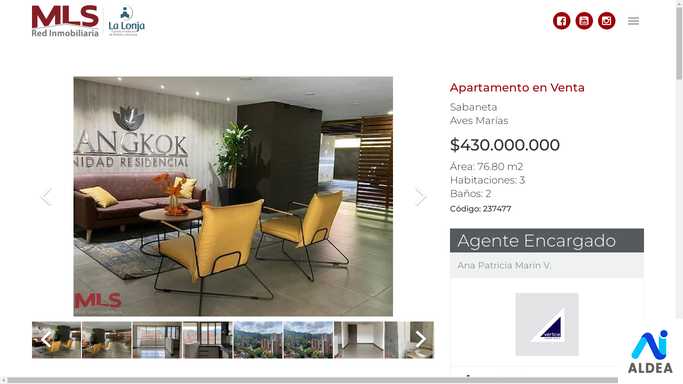 MLS
Red Inmobiliaria
La Lonja
Apartamento en Venta
Sabaneta
Aves Marías
$430.000.000
Área: 76.80 m2
Habitaciones: 3
Baños: 2
Código: 237477
Agente Encargado
Ana Patricia Marín V.
ANGKOK
NIDAD RESIDENCIAL
MLS
ALDEA